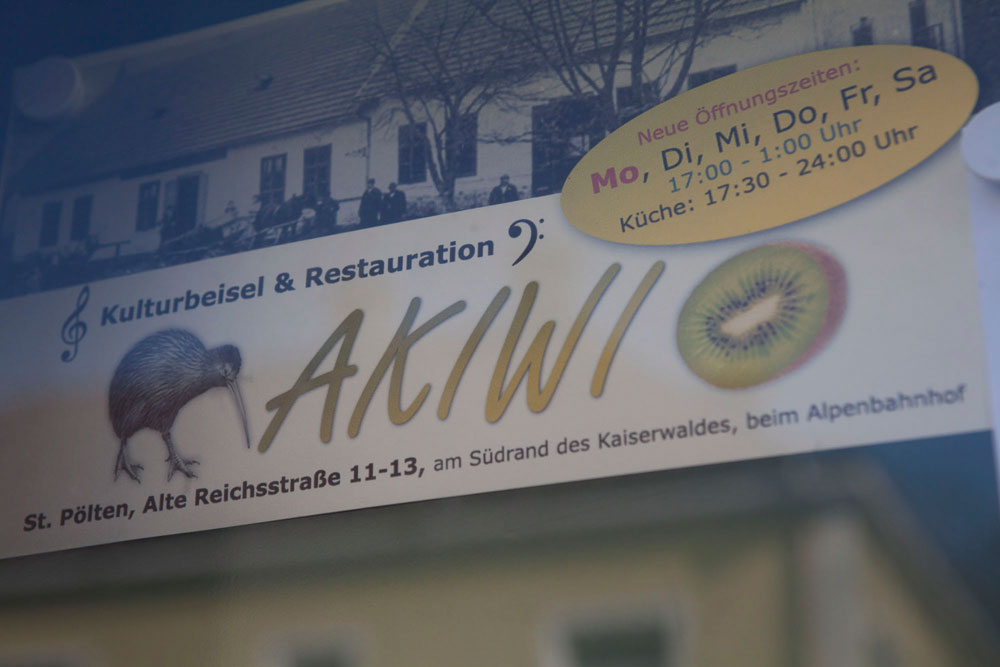 Neue Öffnungszeiten:
Mo, Di, Mi, Do, Fr, Sa
17:00 - 1:00 Uhr
Küche: 17:30 - 24:00 Uhr
Kulturbeisel & Restauration
AKIWI
St. Pölten, Alte Reichsstraße 11-13, am Südrand des Kaiserwaldes, beim Alpenbahnhof